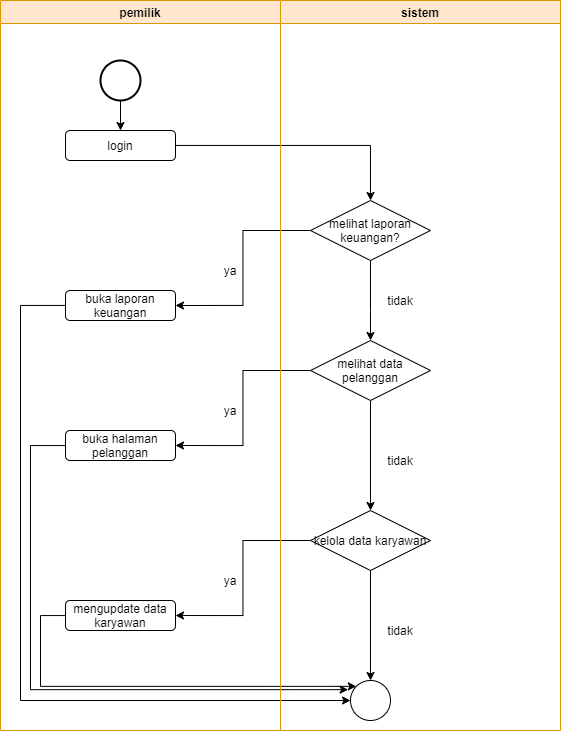 pemilik
sistem
login
melihat laporan
keuangan?
ya
buka laporan
keuangan
tidak
melihat data
pelanggan
ya
buka halaman
pelanggan
tidak
kelola data karyawan
ya
mengupdate data
karyawan
tidak